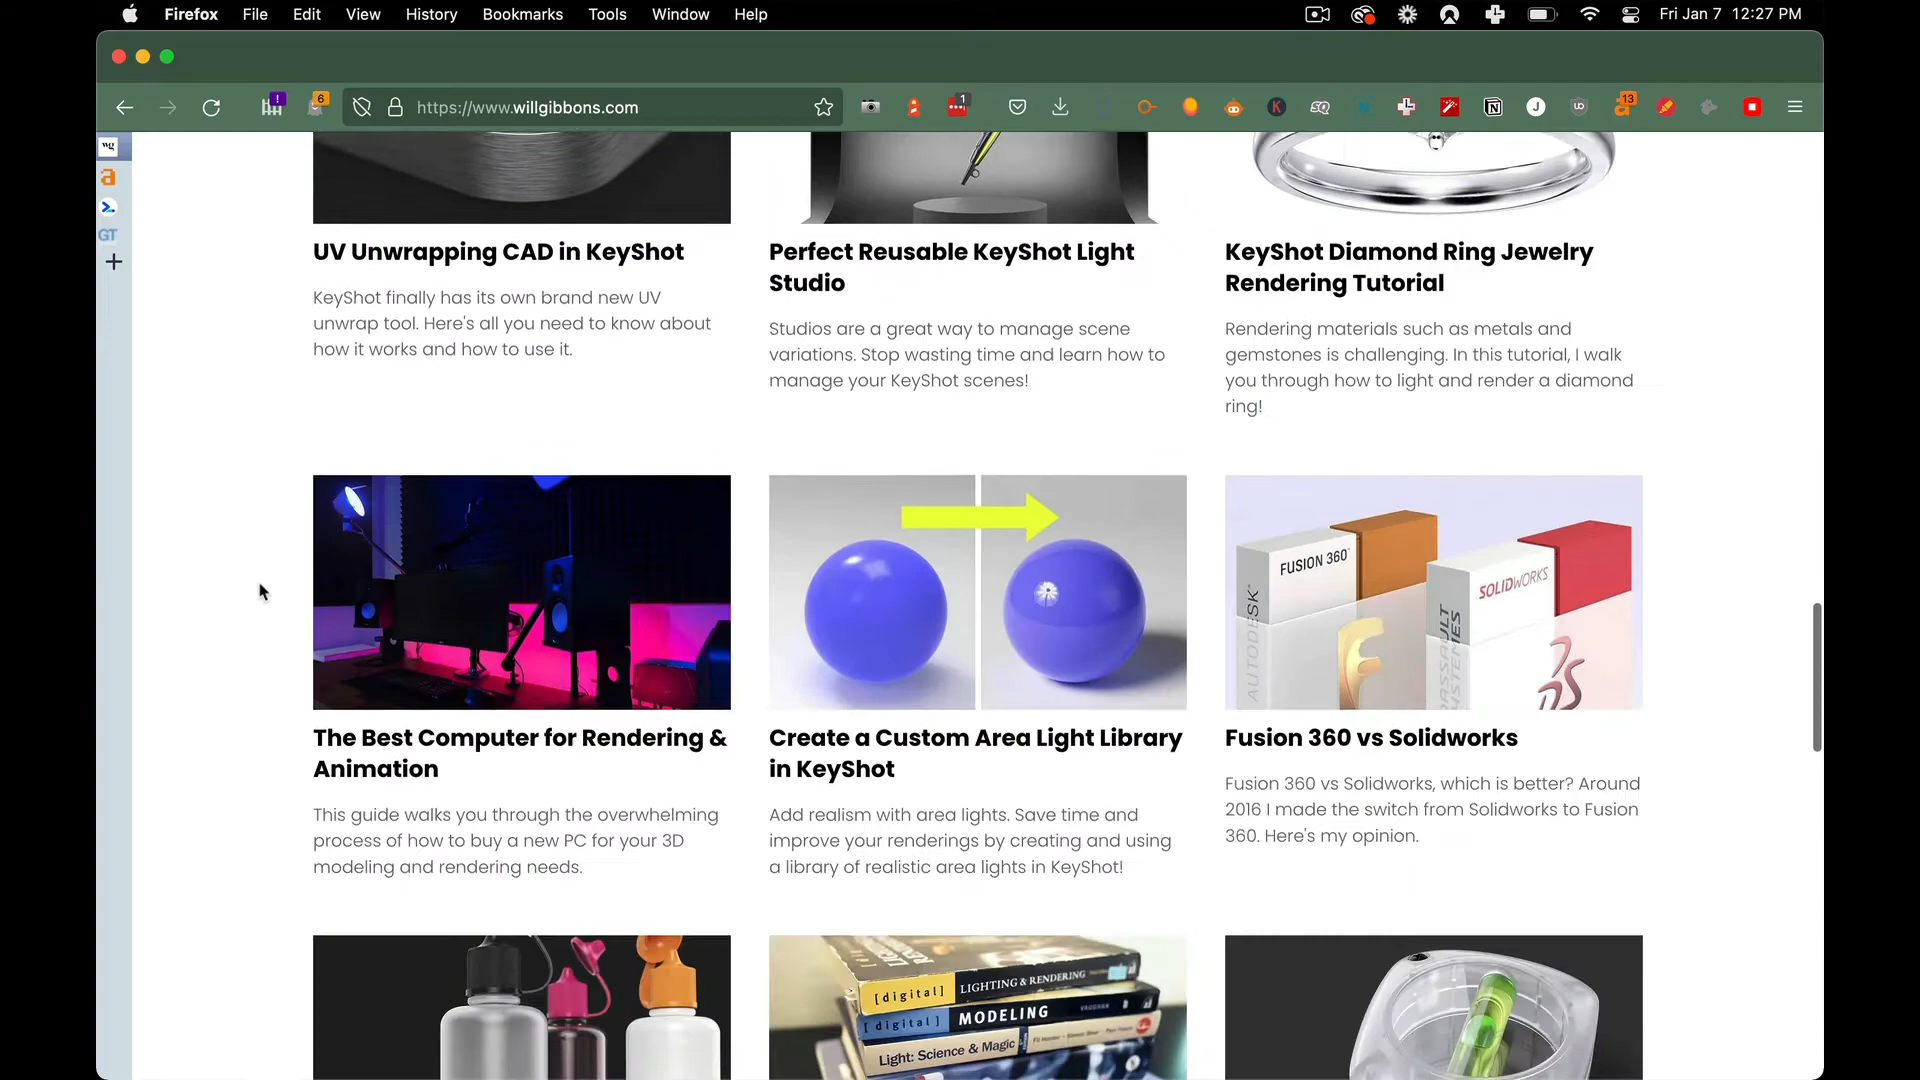 Firefox File Edit View History Bookmarks Tools Window Help Fri Jan 7 12:27 PM
! 6 https://www.willgibbons.com 1 13
wg
a
GT
UV Unwrapping CAD in KeyShot
KeyShot finally has its own brand new UV
unwrap tool. Here's all you need to know about
how it works and how to use it.
Perfect Reusable KeyShot Light
Studio
Studios are a great way to manage scene
variations. Stop wasting time and learn how to
manage your KeyShot scenes!
KeyShot Diamond Ring Jewelry
Rendering Tutorial
Rendering materials such as metals and
gemstones is challenging. In this tutorial, I walk
you through how to light and render a diamond
ring!
The Best Computer for Rendering &
Animation
This guide walks you through the overwhelming
process of how to buy a new PC for your 3D
modeling and rendering needs.
Create a Custom Area Light Library
in KeyShot
Add realism with area lights. Save time and
improve your renderings by creating and using
a library of realistic area lights in KeyShot!
FUSION 360
AUTODESK
SOLIDWORKS
DASSAULT
SYSTEMES
Fusion 360 vs Solidworks
Fusion 360 vs Solidworks, which is better? Around
2016 I made the switch from Solidworks to Fusion
360. Here's my opinion.
[digital] LIGHTING & RENDERING
[digital] MODELING VAUGHAN
Light: Science & Magic